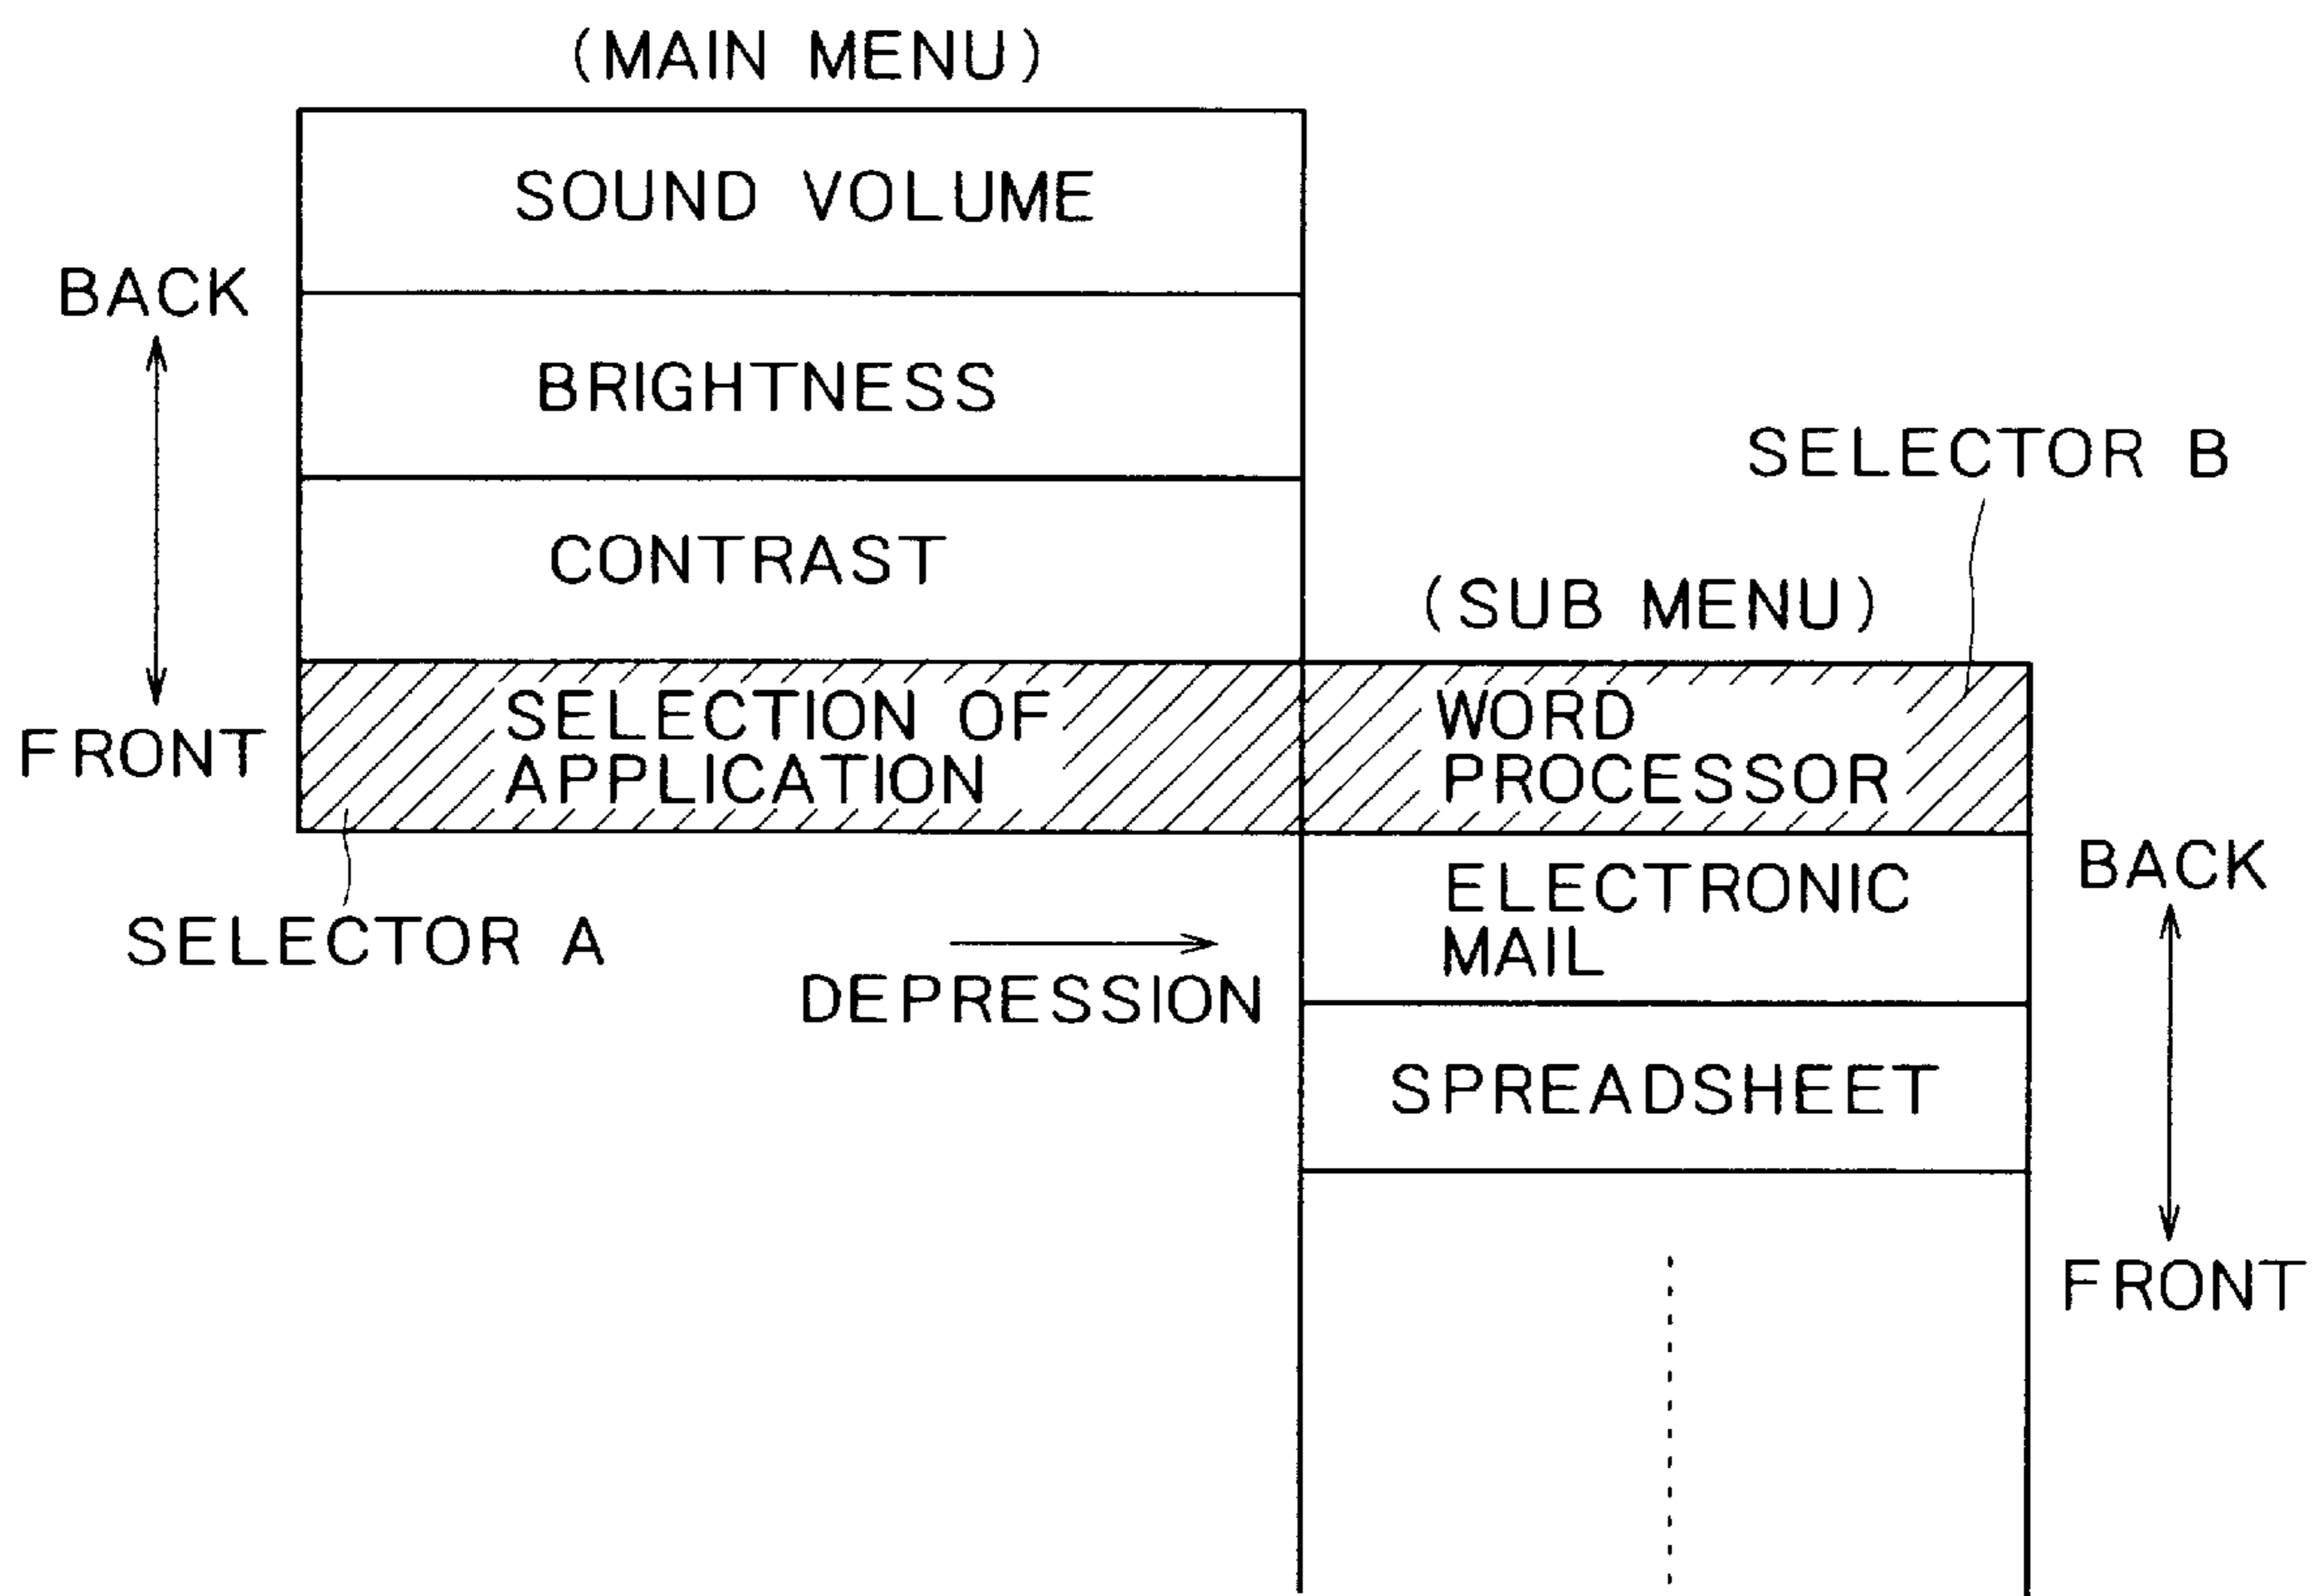 (MAIN MENU)
SOUND VOLUME
BACK
BRIGHTNESS
SELECTOR B
CONTRAST
(SUB MENU)
FRONT
SELECTION OF
APPLICATION
WORD
PROCESSOR
SELECTOR A
DEPRESSION
ELECTRONIC
MAIL
BACK
SPREADSHEET
FRONT